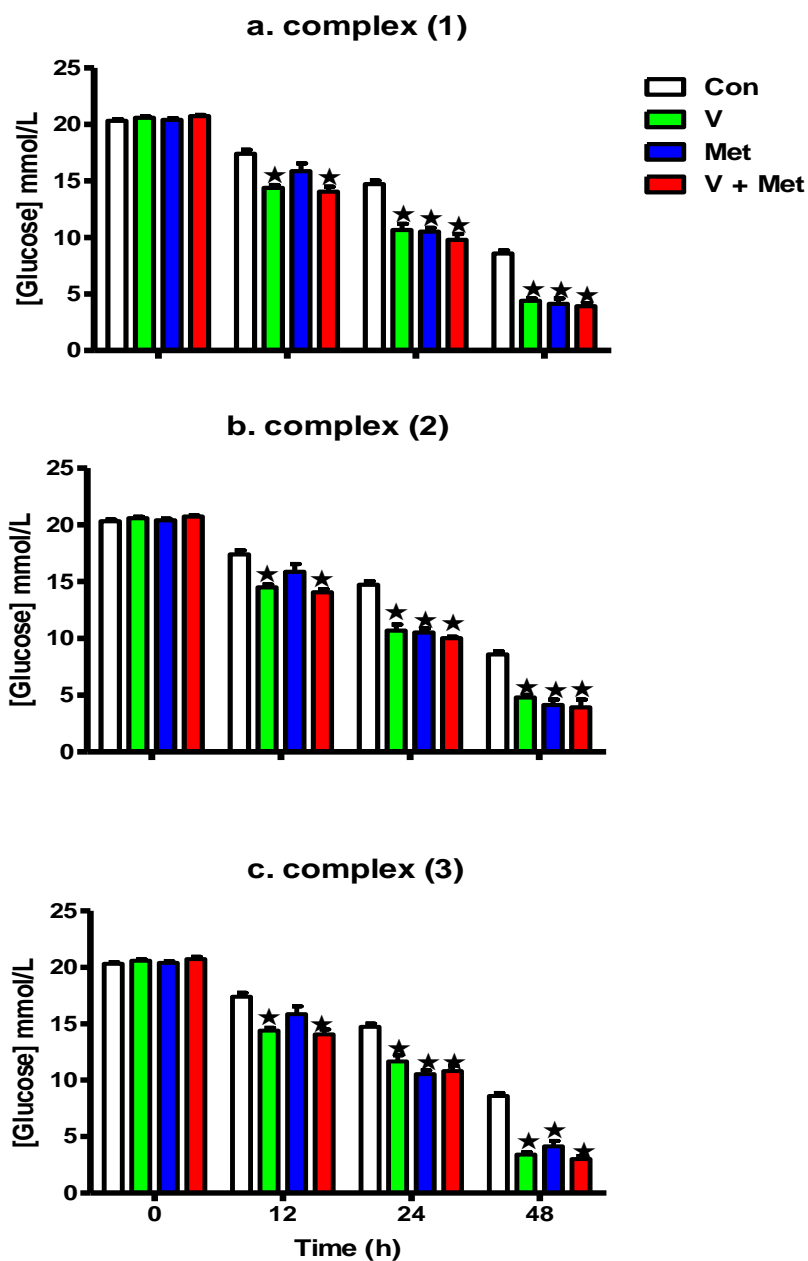 a. complex (1)
[Glucose] mmol/L
25
20
15
10
5
0
Con
V
Met
V + Met
b. complex (2)
[Glucose] mmol/L
25
20
15
10
5
0
c. complex (3)
[Glucose] mmol/L
25
20
15
10
5
0
0 12 24 48
Time (h)